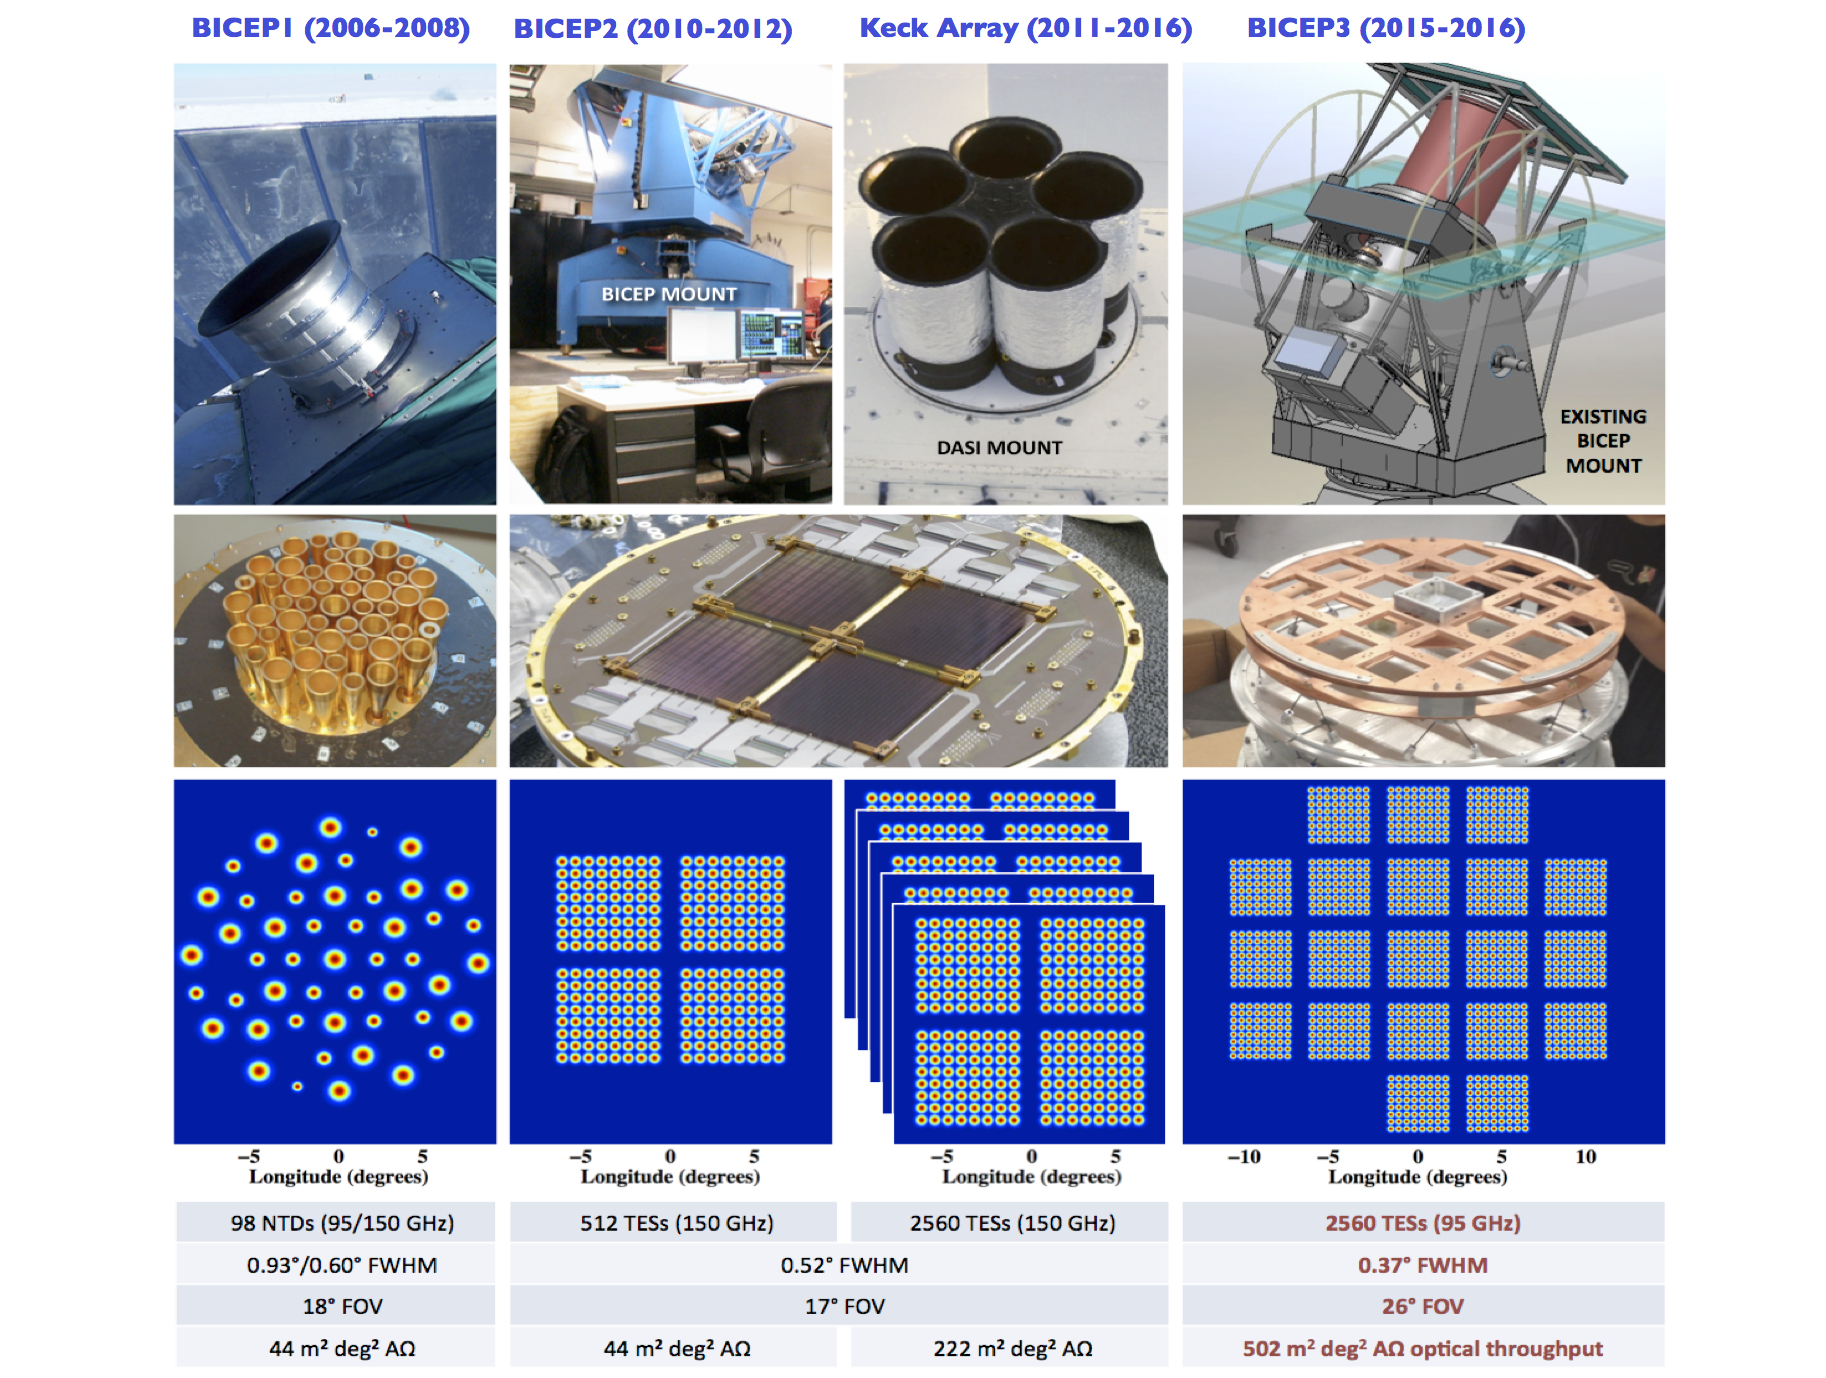 BICEP1 (2006-2008)
BICEP2 (2010-2012)
Keck Array (2011-2016)
BICEP3 (2015-2016)
BICEP MOUNT
DASI MOUNT
EXISTING
BICEP
MOUNT
−5 0 5
Longitude (degrees)
−5 0 5
Longitude (degrees)
−5 0 5
Longitude (degrees)
−10 −5 0 5 10
Longitude (degrees)
98 NTDs (95/150 GHz)
512 TESs (150 GHz)
2560 TESs (150 GHz)
2560 TESs (95 GHz)
0.93°/0.60° FWHM
0.52° FWHM
0.37° FWHM
18° FOV
17° FOV
26° FOV
44 m² deg² AΩ
44 m² deg² AΩ
222 m² deg² AΩ
502 m² deg² AΩ optical throughput